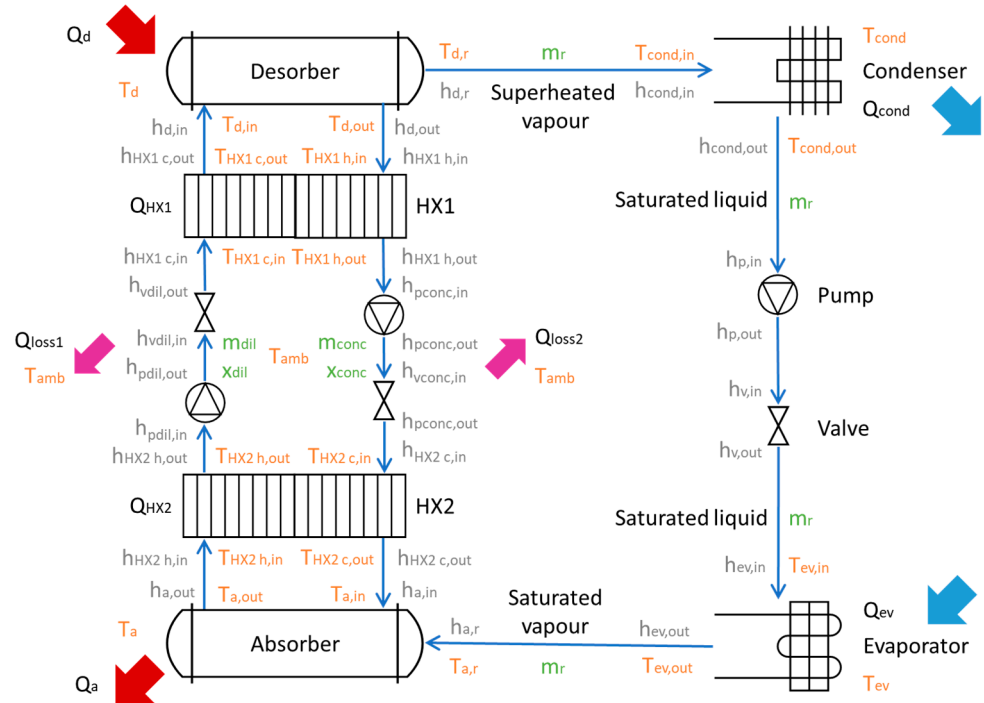 Qd
Td,r
mr
Tcond,in
Tcond
Desorber
Condenser
Td
hd,r
Superheated
vapour
hcond,in
Qcond
hd,in
Td,in
Td,out
hd,out
hHX1 c,out
THX1 c,out
THX1 h,in
hHX1 h,in
hcond,out
Tcond,out
QHX1
HX1
Saturated liquid
mr
hHX1 c,in
THX1 c,in
THX1 h,out
hHX1 h,out
hp,in
hvdil,out
hpconc,in
Pump
Qloss1
hvdil,in
mdil
mconc
hpconc,out
Qloss2
hp,out
Tamb
Tamb
hpdil,out
xdil
xconc
hvconc,in
Tamb
hv,in
hpdil,in
hpconc,out
Valve
hHX2 h,out
THX2 h,out
THX2 c,in
hHX2 c,in
hv,out
QHX2
HX2
Saturated liquid
mr
hHX2 h,in
THX2 h,in
THX2 c,out
hHX2 c,out
hev,in
Tev,in
ha,out
Ta,out
Ta,in
ha,in
Saturated
vapour
Qev
Ta
Absorber
ha,r
hev,out
Evaporator
Ta,r
mr
Tev,out
Tev
Qa